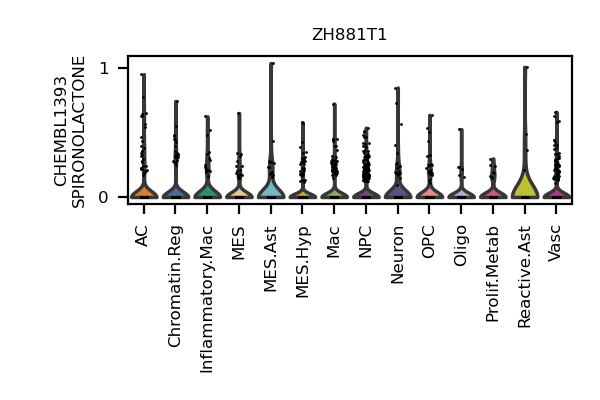 ZH881T1
CHEMBL1393
SPIRONOLACTONE
1
0
AC
Chromatin.Reg
Inflammatory.Mac
MES
MES.Ast
MES.Hyp
Mac
NPC
Neuron
OPC
Oligo
Prolif.Metab
Reactive.Ast
Vasc